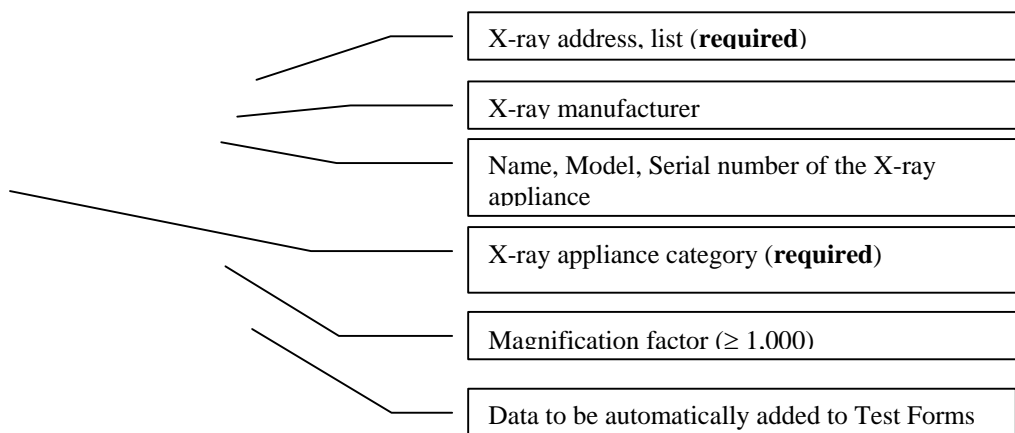 X-ray address, list (required)
X-ray manufacturer
Name, Model, Serial number of the X-ray
appliance
X-ray appliance category (required)
Magnification factor (≥ 1,000)
Data to be automatically added to Test Forms